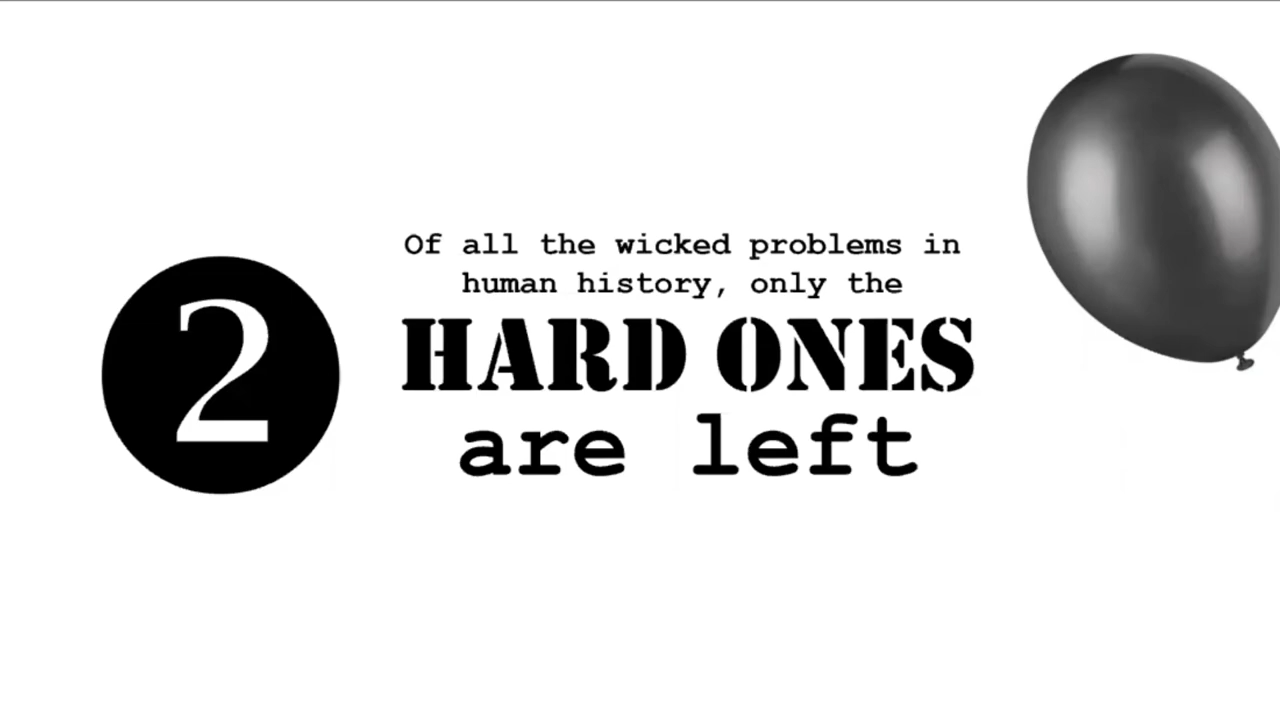 2
Of all the wicked problems in
human history, only the
HARD ONES
are left